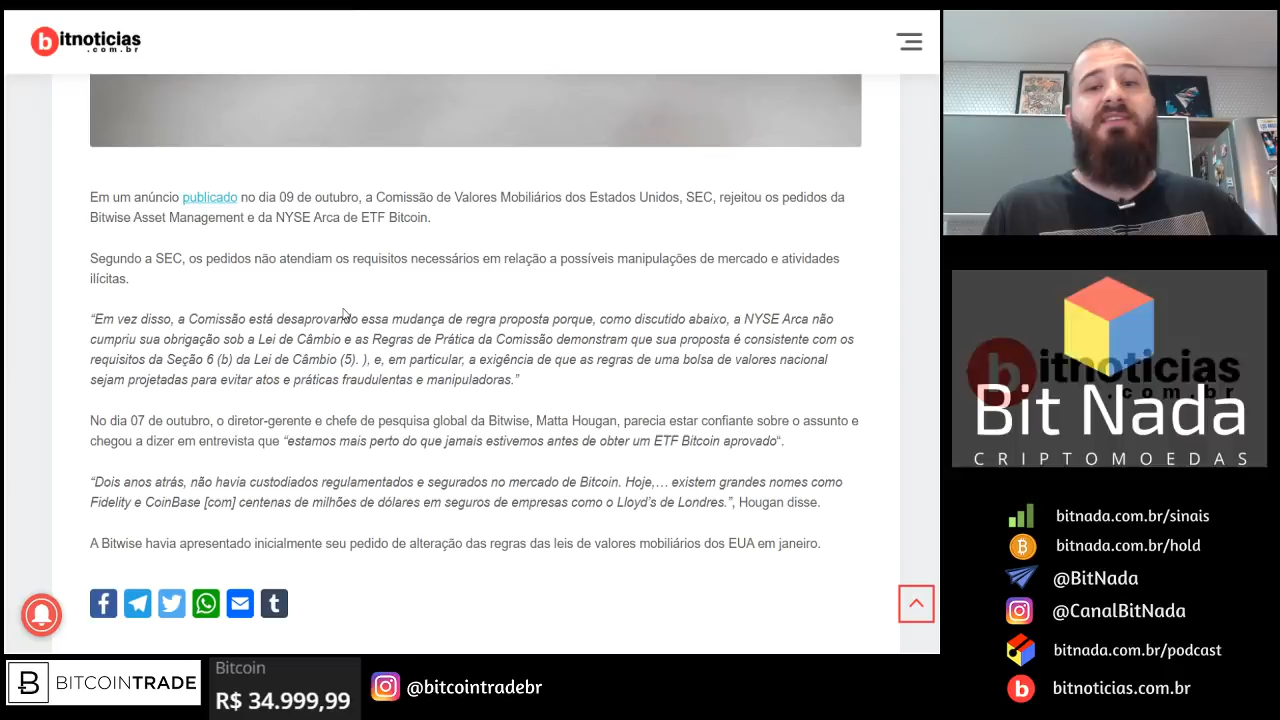 bitnoticias
.com.br
Em um anúncio publicado no dia 09 de outubro, a Comissão de Valores Mobiliários dos Estados Unidos, SEC, rejeitou os pedidos da
Bitwise Asset Management e da NYSE Arca de ETF Bitcoin.
Segundo a SEC, os pedidos não atendiam os requisitos necessários em relação a possíveis manipulações de mercado e atividades
ilícitas.
“Em vez disso, a Comissão está desaprovando essa mudança de regra proposta porque, como discutido abaixo, a NYSE Arca não
cumpriu sua obrigação sob a Lei de Câmbio e as Regras de Prática da Comissão demonstram que sua proposta é consistente com os
requisitos da Seção 6 (b) da Lei de Câmbio (5). ), e, em particular, a exigência de que as regras de uma bolsa de valores nacional
sejam projetadas para evitar atos e práticas fraudulentas e manipuladoras.”
No dia 07 de outubro, o diretor-gerente e chefe de pesquisa global da Bitwise, Matta Hougan, parecia estar confiante sobre o assunto e
chegou a dizer em entrevista que “estamos mais perto do que jamais estivemos antes de obter um ETF Bitcoin aprovado“.
“Dois anos atrás, não havia custodiados regulamentados e segurados no mercado de Bitcoin. Hoje,… existem grandes nomes como
Fidelity e CoinBase [com] centenas de milhões de dólares em seguros de empresas como o Lloyd’s de Londres.”, Hougan disse.
A Bitwise havia apresentado inicialmente seu pedido de alteração das regras das leis de valores mobiliários dos EUA em janeiro.
bitnoticias
.com.br
Bit Nada
CRIPTOMOEDAS
bitnada.com.br/sinais
bitnada.com.br/hold
@BitNada
@CanalBitNada
bitnada.com.br/podcast
bitnoticias.com.br
BITCOINTRADE
Bitcoin
R$ 34.999,99
@bitcointradebr